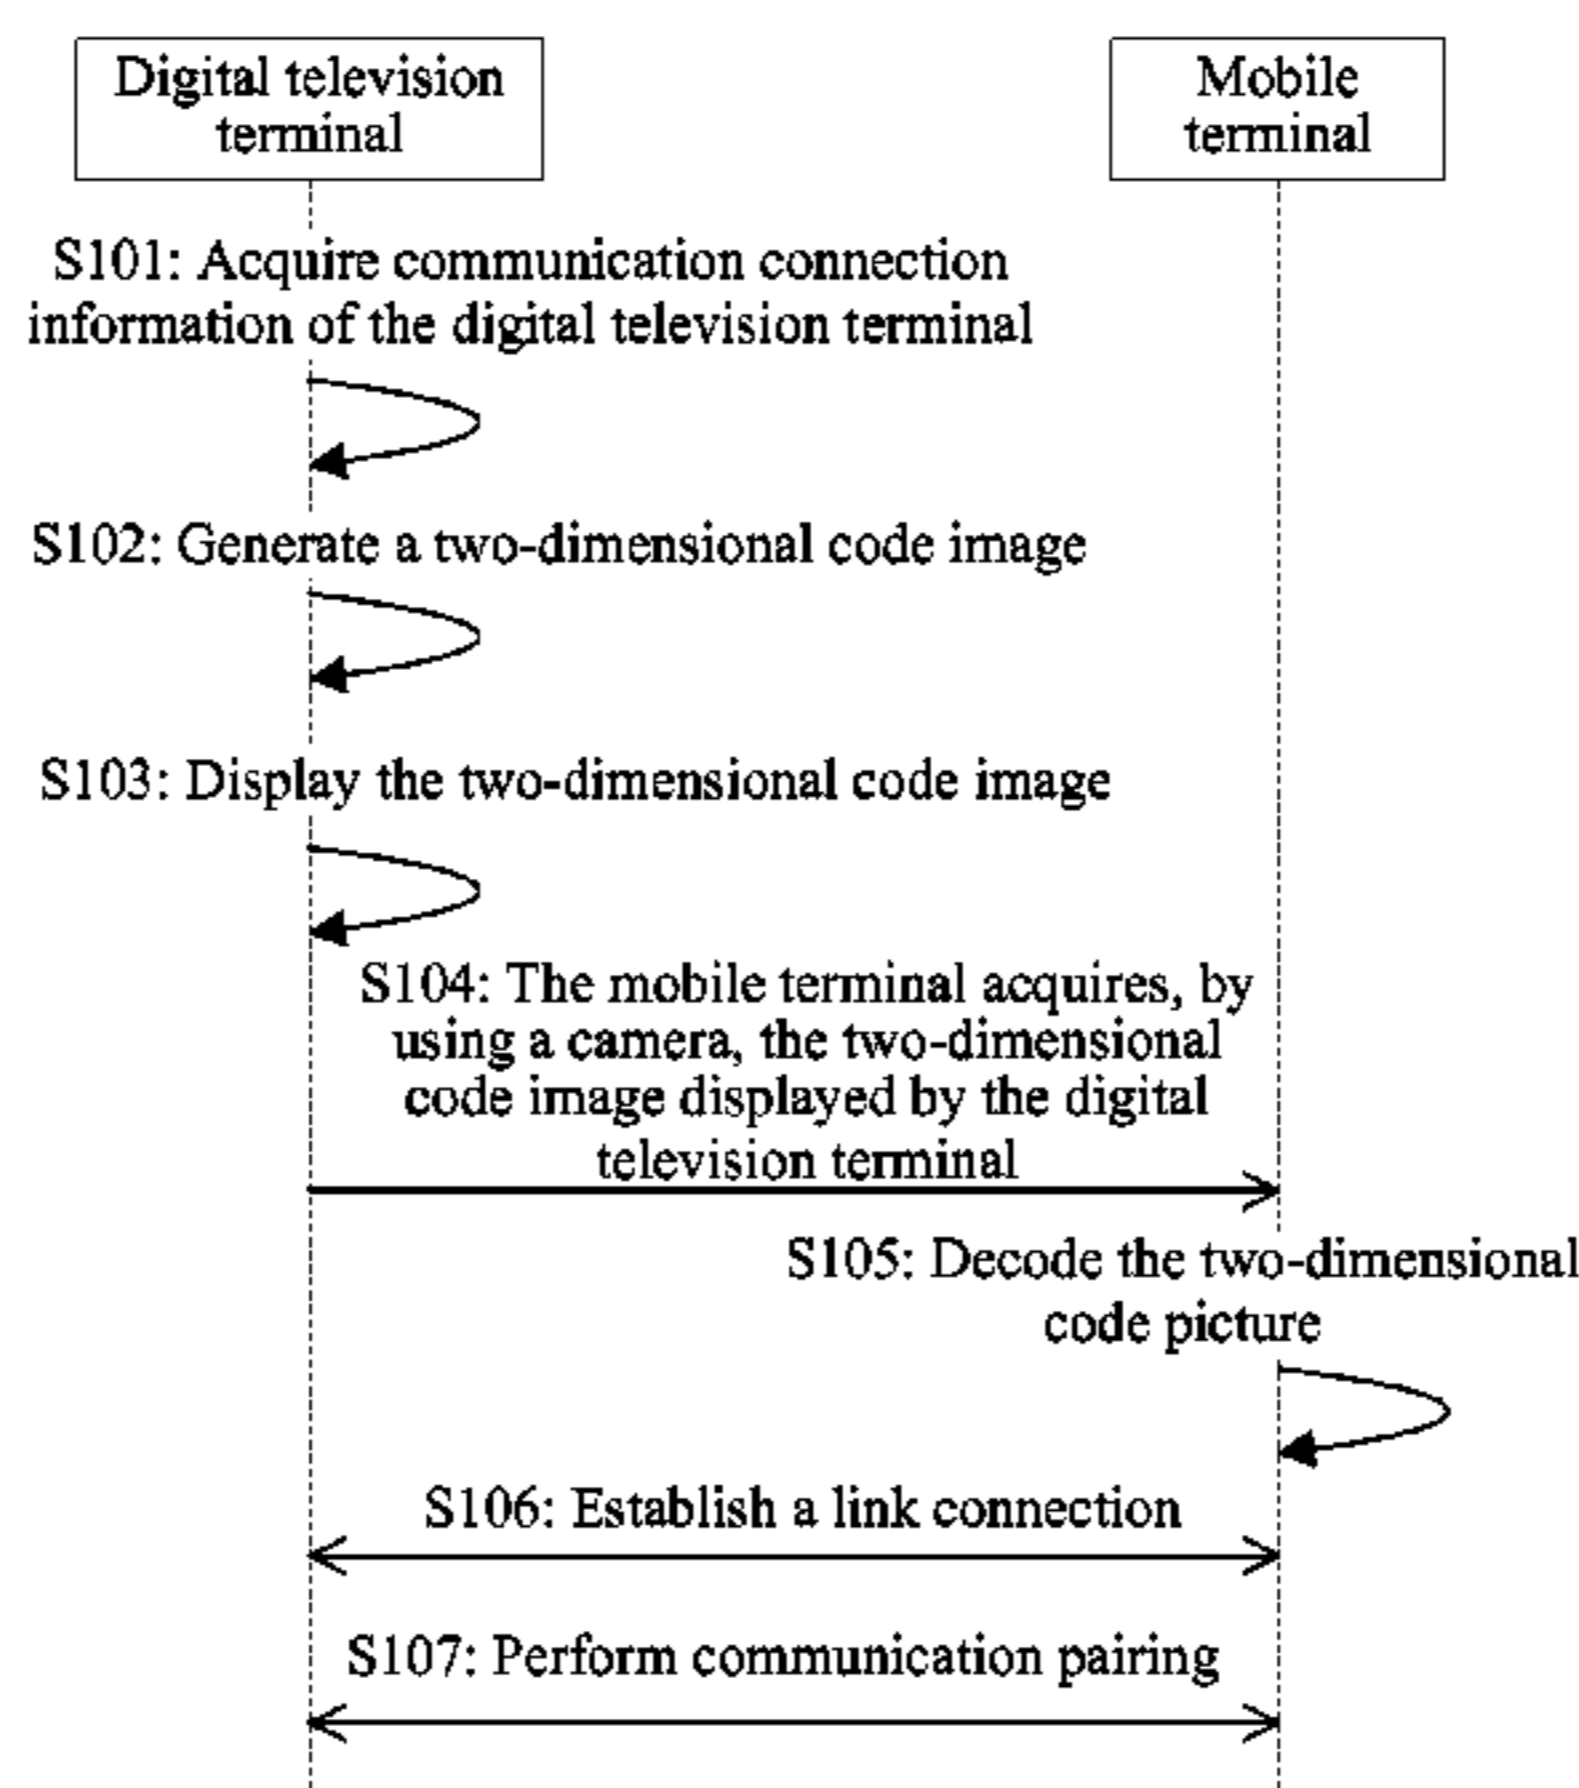 Digital television
terminal
Mobile
terminal
S101: Acquire communication connection
information of the digital television terminal
S102: Generate a two-dimensional code image
S103: Display the two-dimensional code image
S104: The mobile terminal acquires, by
using a camera, the two-dimensional
code image displayed by the digital
television terminal
S105: Decode the two-dimensional
code picture
S106: Establish a link connection
S107: Perform communication pairing